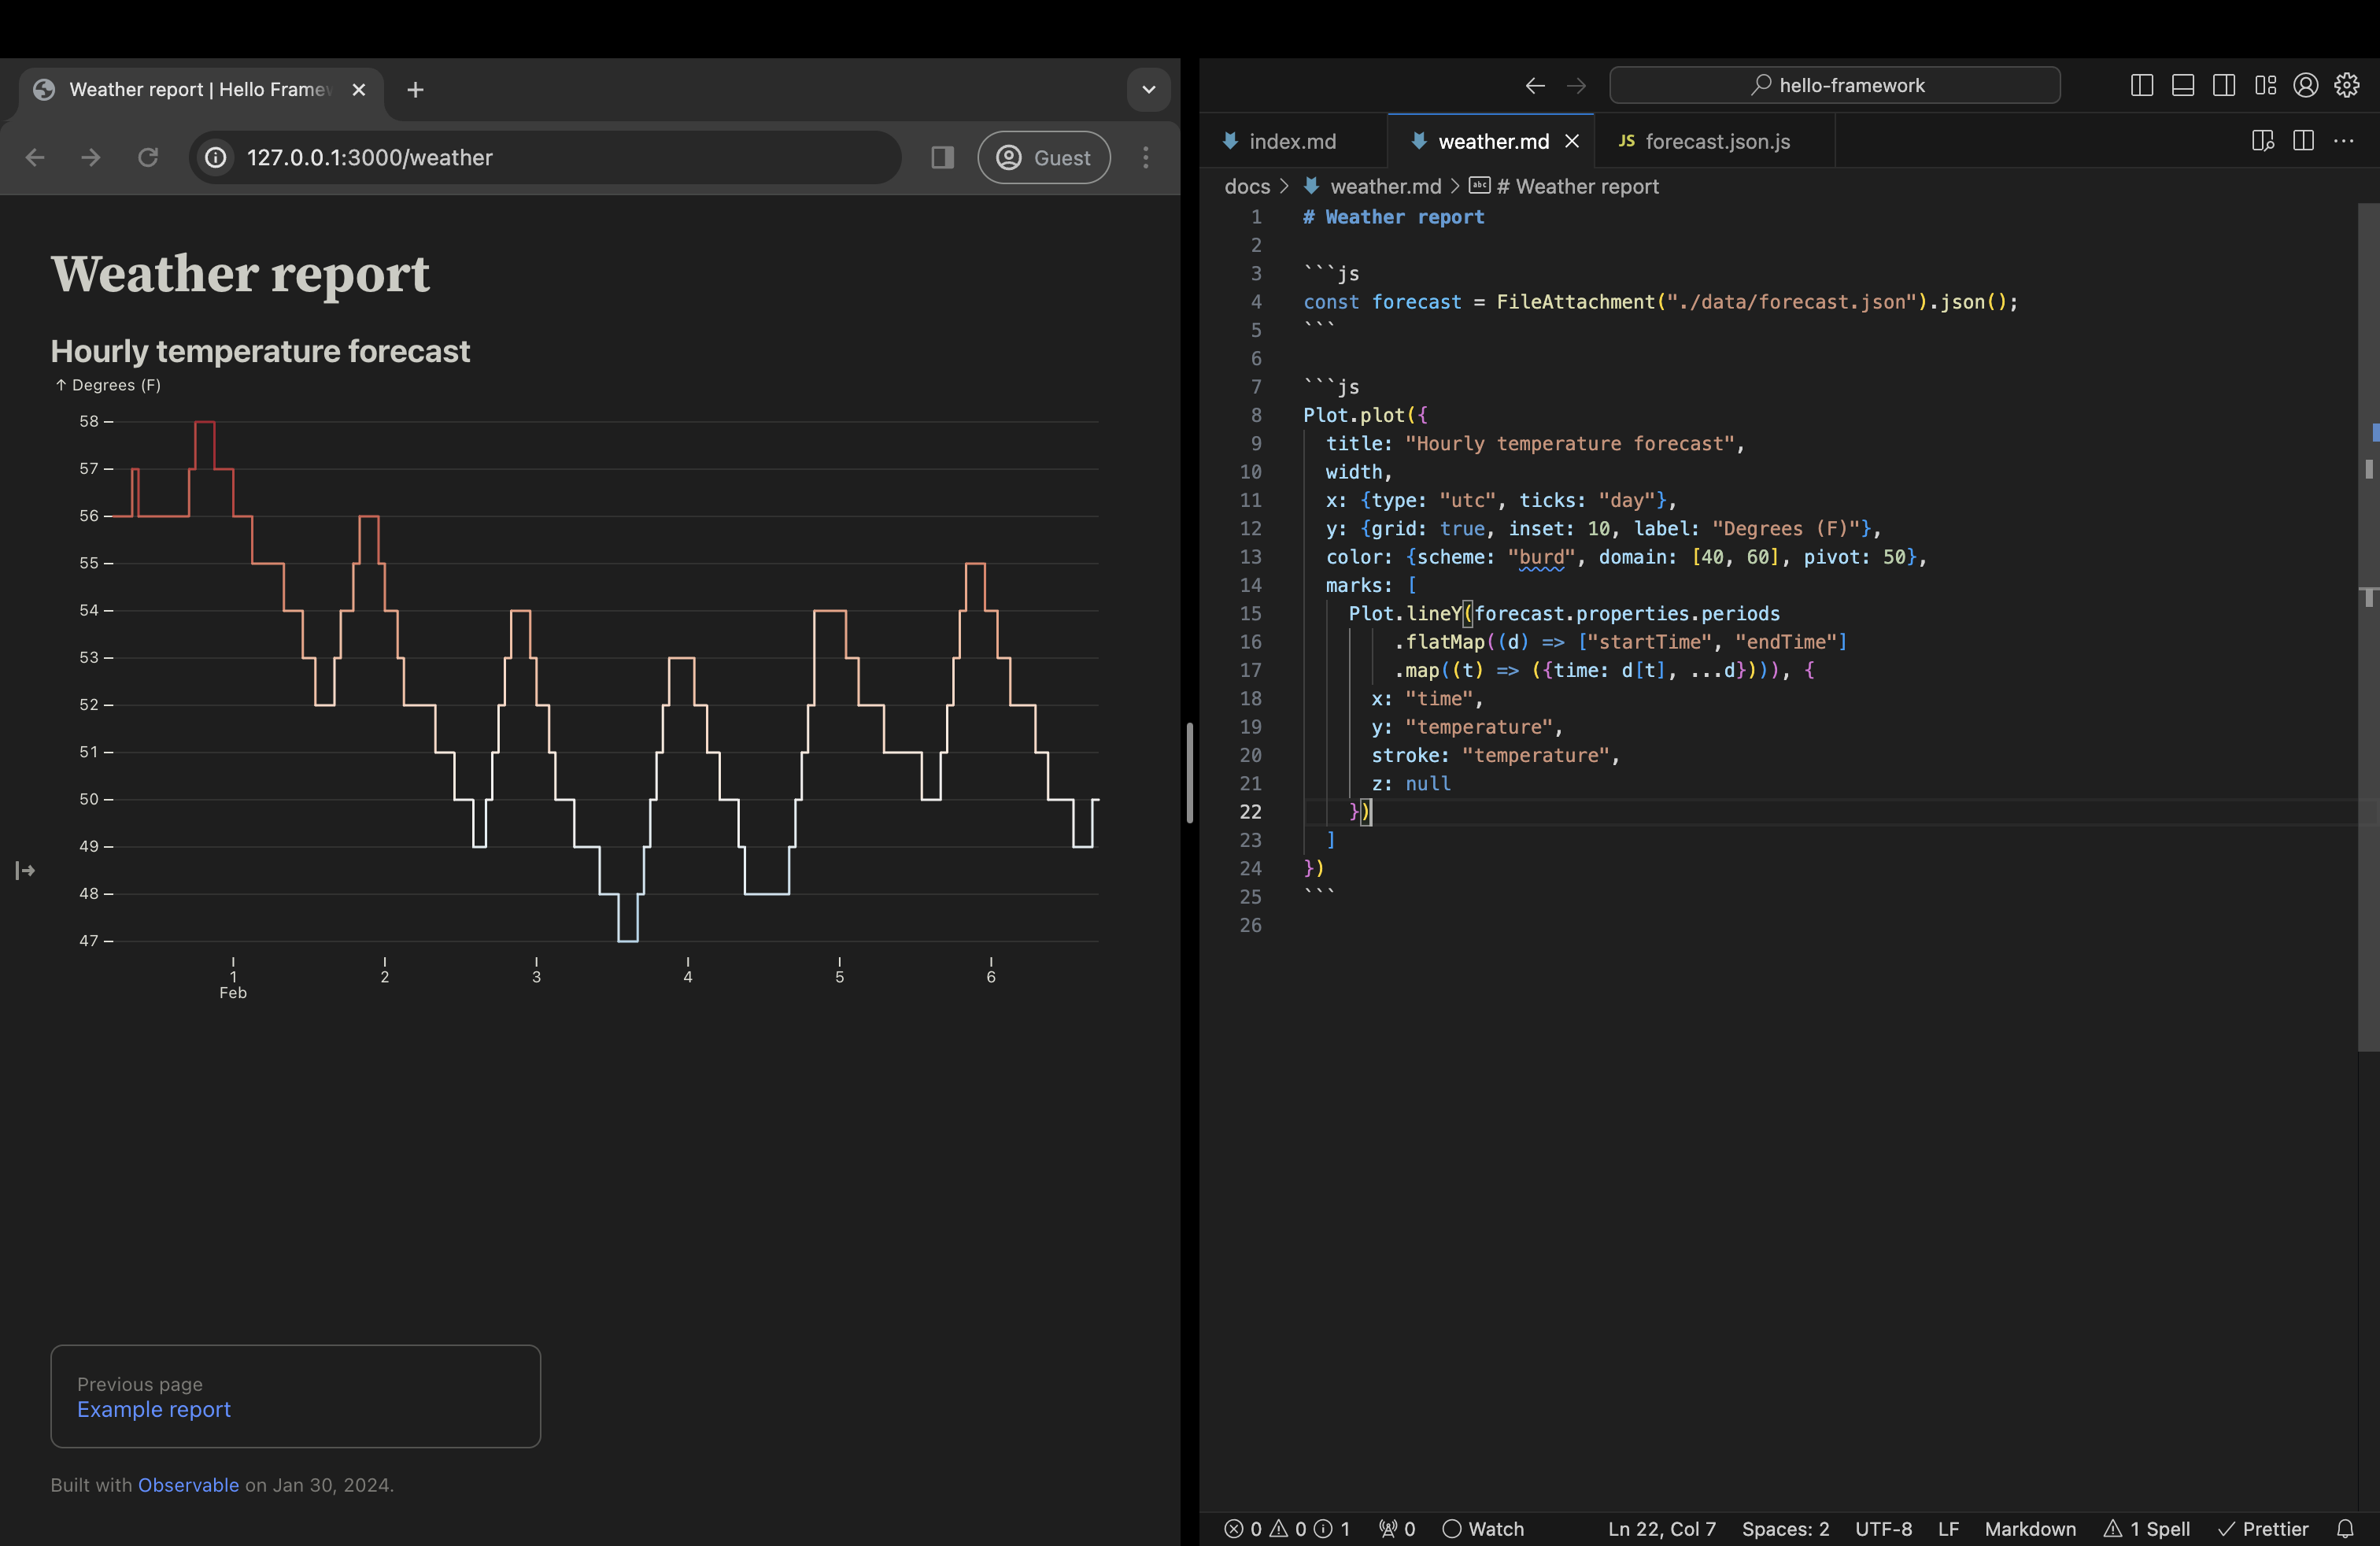 Weather report | Hello Frame
127.0.0.1:3000/weather
Guest
Weather report
Hourly temperature forecast
↑ Degrees (F)
58
57
56
55
54
53
52
51
50
49
48
47
1
2
3
4
5
6
Feb
Previous page
Example report
Built with Observable on Jan 30, 2024.
hello-framework
index.md
weather.md
JS forecast.json.js
docs > weather.md > abc # Weather report
1 # Weather report
2
3 ```js
4 const forecast = FileAttachment("./data/forecast.json").json();
5 ```
6
7 ```js
8 Plot.plot({
9   title: "Hourly temperature forecast",
10   width,
11   x: {type: "utc", ticks: "day"},
12   y: {grid: true, inset: 10, label: "Degrees (F)"},
13   color: {scheme: "burd", domain: [40, 60], pivot: 50},
14   marks: [
15     Plot.lineY(forecast.properties.periods
16         .flatMap((d) => ["startTime", "endTime"]
17         .map((t) => ({time: d[t], ...d}))), {
18       x: "time",
19       y: "temperature",
20       stroke: "temperature",
21       z: null
22     })
23   ]
24 })
25 ```
26
0 0 1 0 Watch Ln 22, Col 7 Spaces: 2 UTF-8 LF Markdown 1 Spell Prettier